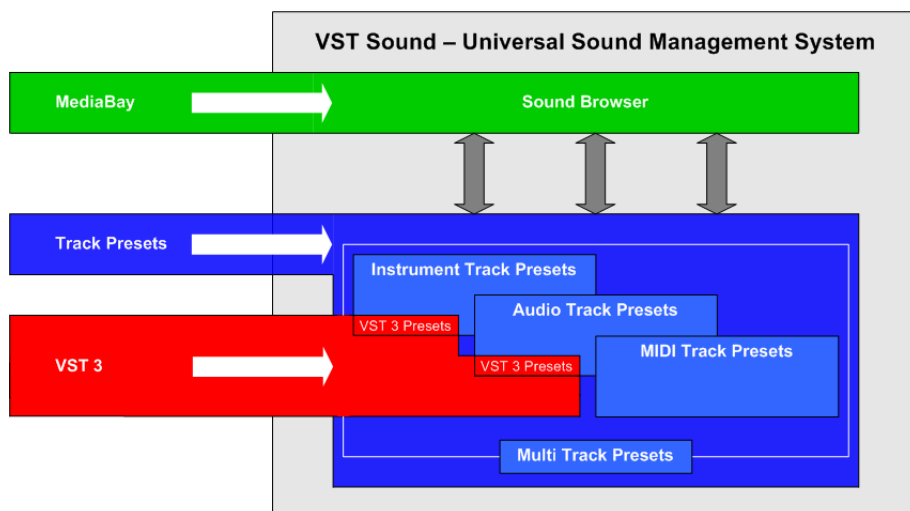 VST Sound – Universal Sound Management System
MediaBay
Sound Browser
Track Presets
Instrument Track Presets
Audio Track Presets
VST 3 Presets
MIDI Track Presets
VST 3
VST 3 Presets
Multi Track Presets